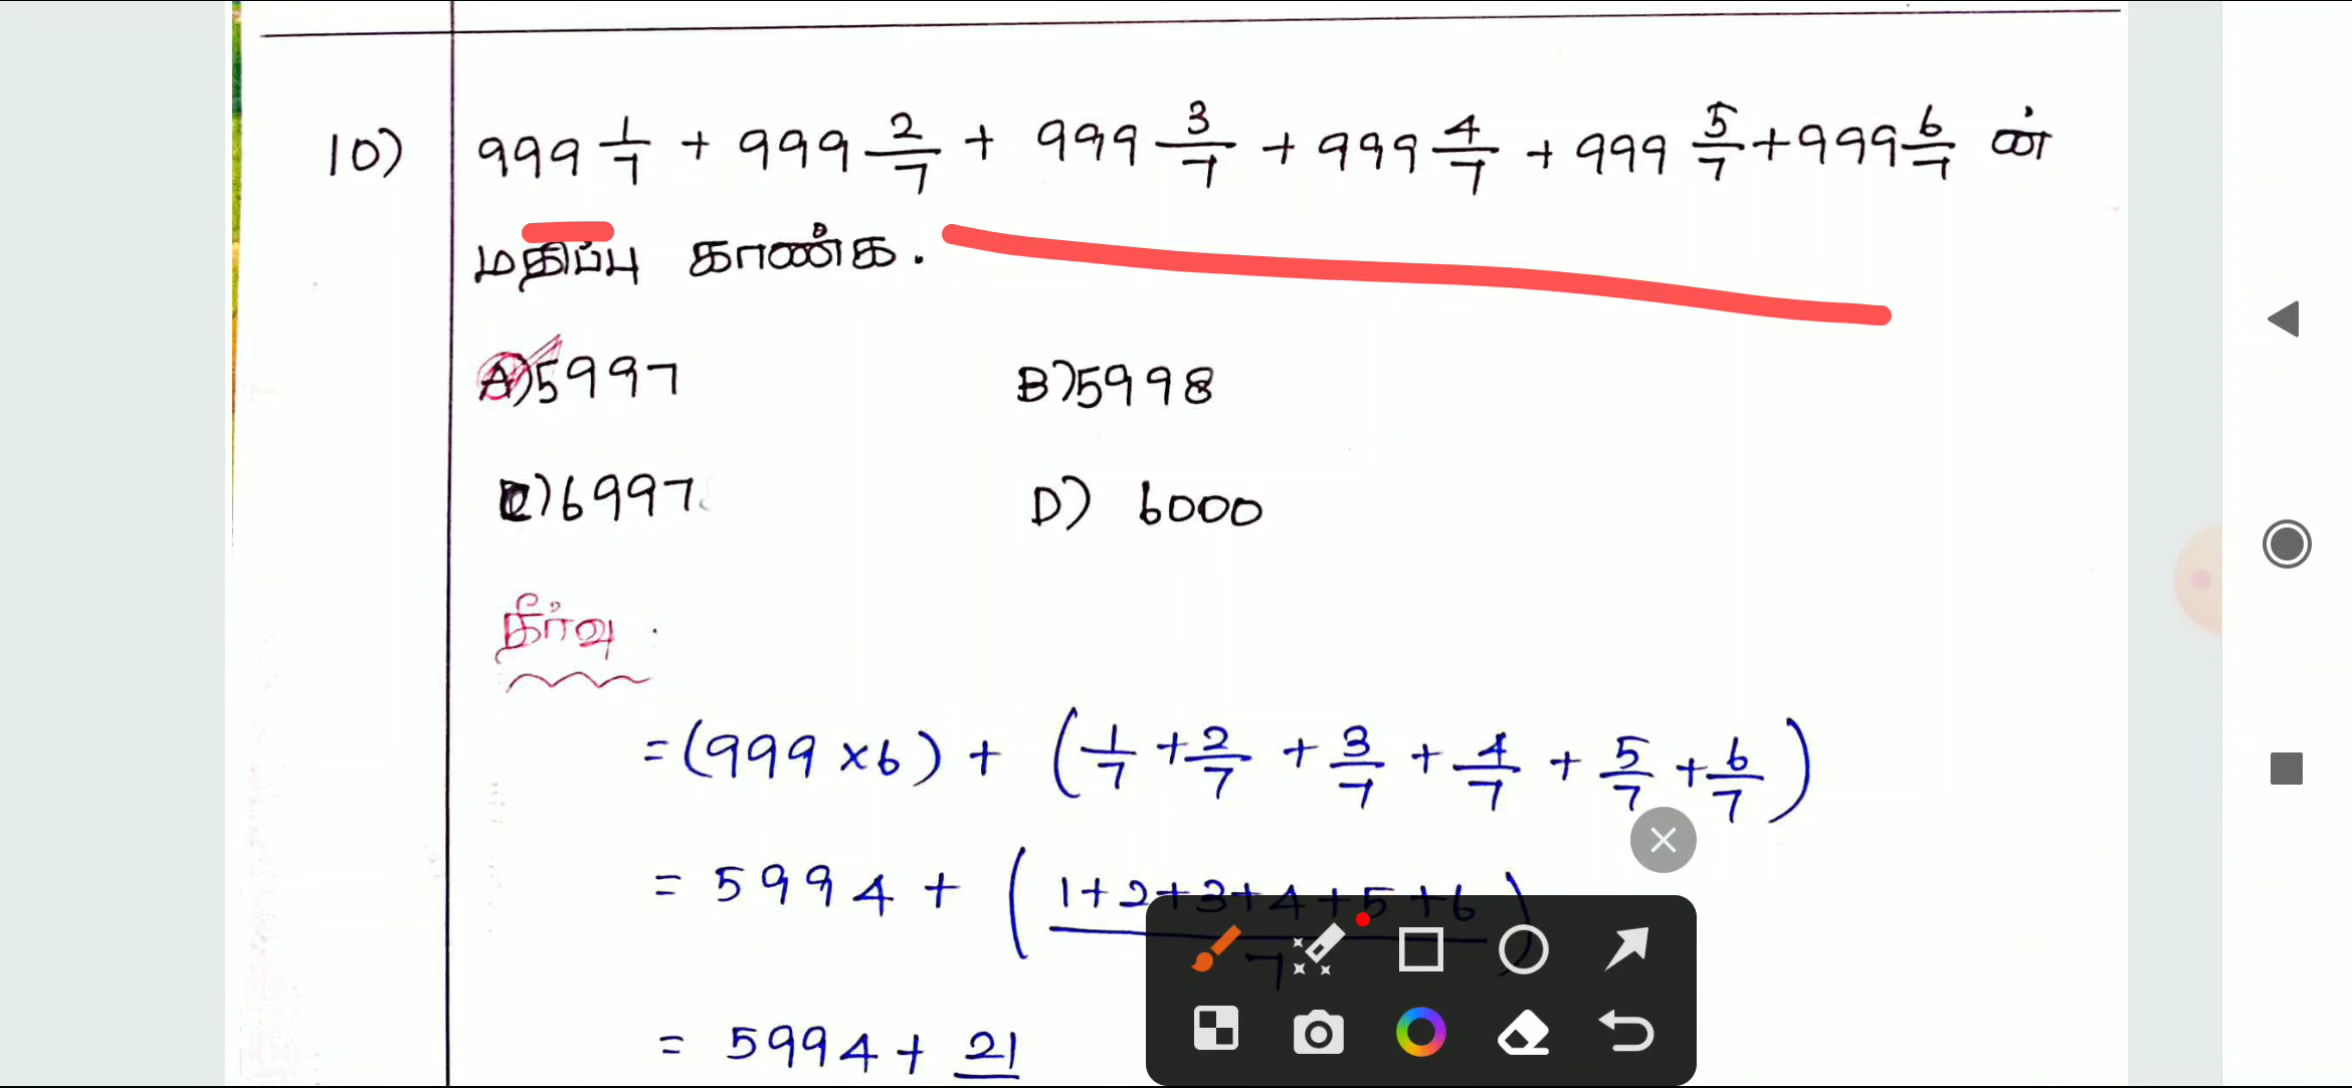 10) 999 1/7 + 999 2/7 + 999 3/7 + 999 4/7 + 999 5/7 + 999 6/7 ன்
மதிப்பு காண்க.
A) 5997 B) 5998
C) 6997 D) 6000
தீர்வு
= (999 × 6) + (1/7 + 2/7 + 3/7 + 4/7 + 5/7 + 6/7)
= 5994 + (1+2+3+4+5+6 / 7)
= 5994 + 21